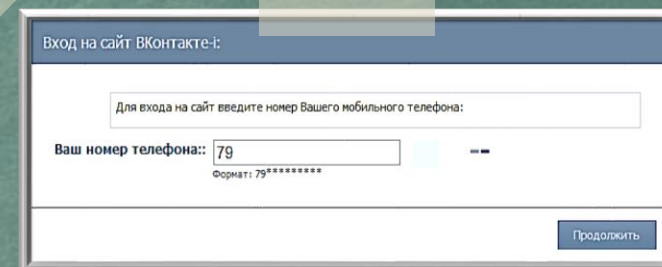 Вход на сайт ВКонтакте-i:
Для входа на сайт введите номер Вашего мобильного телефона:
Ваш номер телефона:: 79
Формат: 79*********
Продолжить